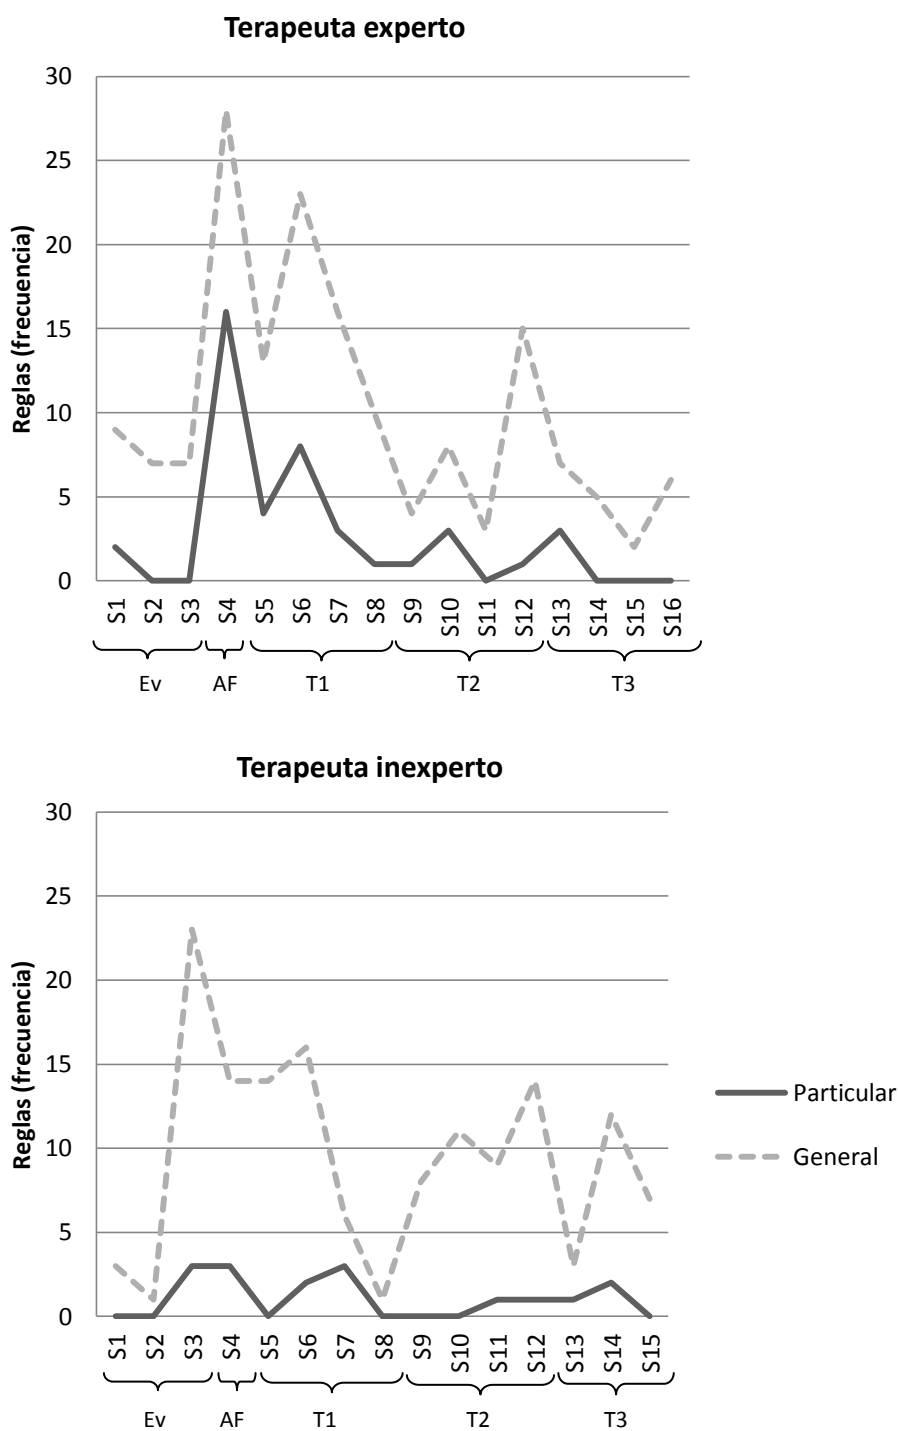 Terapeuta experto
Reglas (frecuencia)
30
25
20
15
10
5
0
S1 S2 S3 S4 S5 S6 S7 S8 S9 S10 S11 S12 S13 S14 S15 S16
Ev AF T1 T2 T3
Terapeuta inexperto
Reglas (frecuencia)
30
25
20
15
10
5
0
S1 S2 S3 S4 S5 S6 S7 S8 S9 S10 S11 S12 S13 S14 S15
Ev AF T1 T2 T3
Particular
General